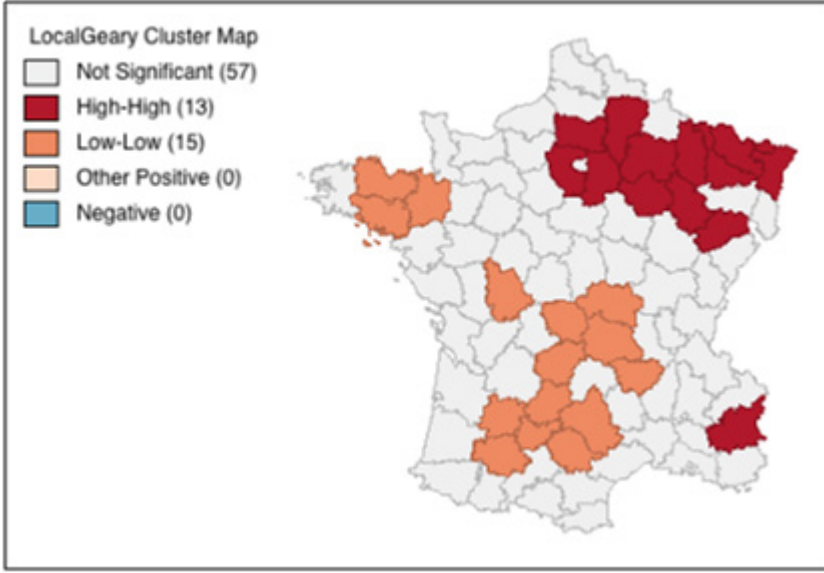 LocalGeary Cluster Map
Not Significant (57)
High-High (13)
Low-Low (15)
Other Positive (0)
Negative (0)